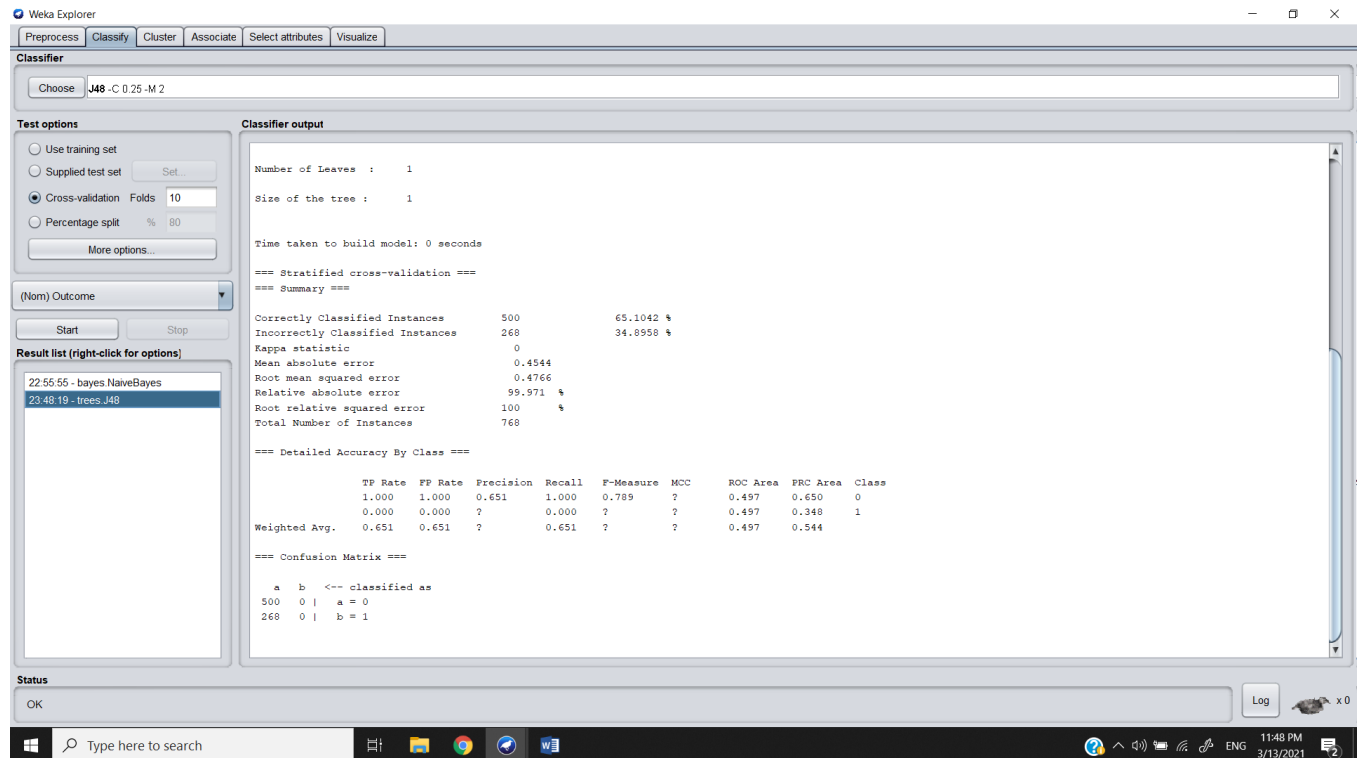 Weka Explorer
Preprocess Classify Cluster Associate Select attributes Visualize
Classifier
Choose J48 -C 0.25 -M 2
Test options
Use training set
Supplied test set Set...
Cross-validation Folds 10
Percentage split % 80
More options...
(Nom) Outcome
Start Stop
Result list (right-click for options)
22:55:55 - bayes.NaiveBayes
23:48:19 - trees.J48
Classifier output
Number of Leaves : 1
Size of the tree : 1
Time taken to build model: 0 seconds
=== Stratified cross-validation ===
=== Summary ===
Correctly Classified Instances 500 65.1042 %
Incorrectly Classified Instances 268 34.8958 %
Kappa statistic 0
Mean absolute error 0.4544
Root mean squared error 0.4766
Relative absolute error 99.971 %
Root relative squared error 100 %
Total Number of Instances 768
=== Detailed Accuracy By Class ===
TP Rate FP Rate Precision Recall F-Measure MCC ROC Area PRC Area Class
1.000 1.000 0.651 1.000 0.789 ? 0.497 0.650 0
0.000 0.000 ? 0.000 ? ? 0.497 0.348 1
Weighted Avg. 0.651 0.651 ? 0.651 ? ? 0.497 0.544
=== Confusion Matrix ===
a b <-- classified as
500 0 | a = 0
268 0 | b = 1
Status
OK
Log x 0
Type here to search
ENG
11:48 PM
3/13/2021
2